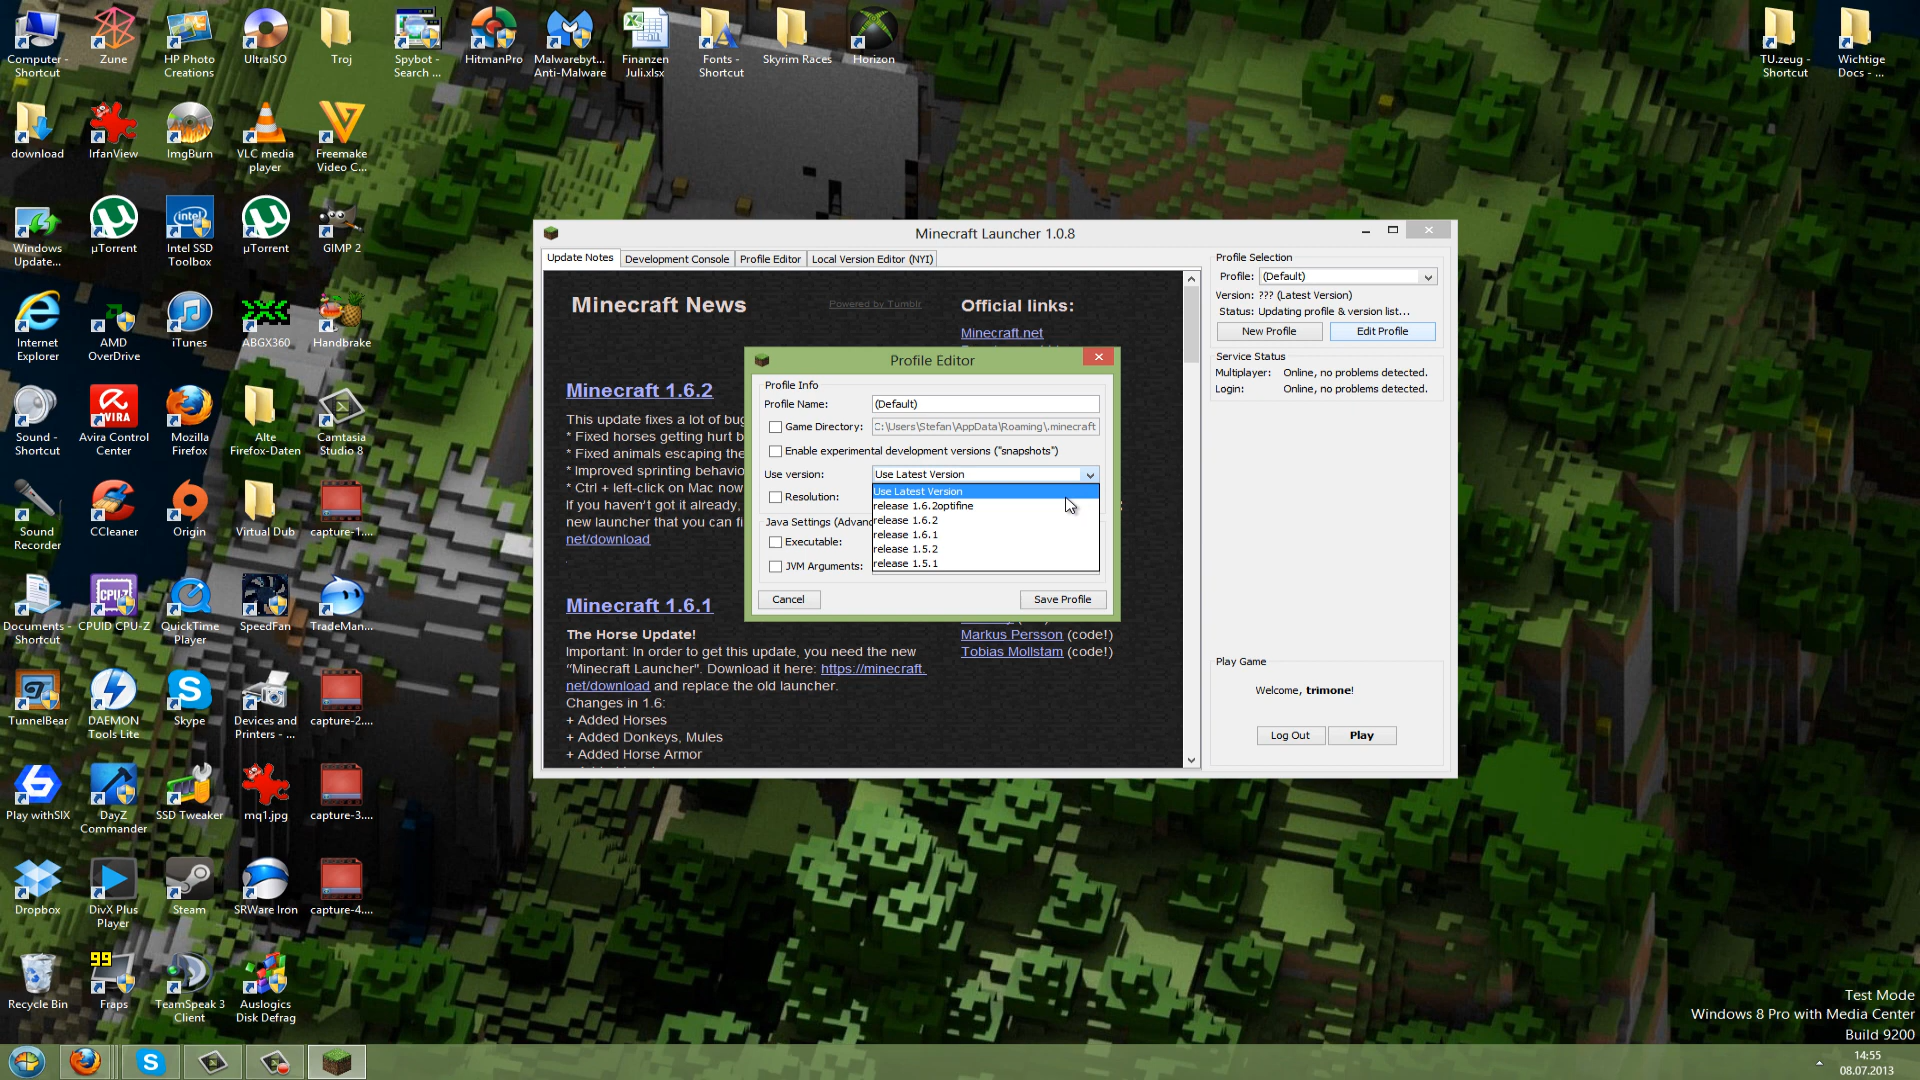 Computer - Shortcut
Zune
HP Photo Creations
UltraISO
Troj
Spybot - Search ...
HitmanPro
Malwarebyt... Anti-Malware
Finanzen Juli.xlsx
Fonts - Shortcut
Skyrim Races
Horizon
TU.zeug - Shortcut
Wichtige Docs - ...
download
IrfanView
ImgBurn
VLC media player
Freemake Video C...
Windows Update...
µTorrent
intel
Intel SSD Toolbox
µTorrent
GIMP 2
Internet Explorer
AMD OverDrive
iTunes
ABGX360
Handbrake
Sound - Shortcut
AVIRA
Avira Control Center
Mozilla Firefox
Alte Firefox-Daten
Camtasia Studio 8
Sound Recorder
CCleaner
Origin
Virtual Dub
capture-1....
Documents - Shortcut
CPU-Z
CPUID CPU-Z
QuickTime Player
SpeedFan
TradeMan...
TunnelBear
DAEMON Tools Lite
Skype
Devices and Printers - ...
capture-2....
Play withSIX
DayZ Commander
SSD Tweaker
mq1.jpg
capture-3....
Dropbox
DivX Plus Player
Steam
SRWare Iron
capture-4....
Recycle Bin
99
Fraps
TeamSpeak 3 Client
Auslogics Disk Defrag
Minecraft Launcher 1.0.8
Update Notes
Development Console
Profile Editor
Local Version Editor (NYI)
Minecraft News
Powered by Tumblr
Official links:
Minecraft.net
Minecraft 1.6.2
This update fixes a lot of bug
* Fixed horses getting hurt b
* Fixed animals escaping the
* Improved sprinting behavio
* Ctrl + left-click on Mac now
If you haven't got it already,
new launcher that you can fi
net/download
Minecraft 1.6.1
The Horse Update!
Important: In order to get this update, you need the new
"Minecraft Launcher". Download it here: https://minecraft.
net/download and replace the old launcher.
Changes in 1.6:
+ Added Horses
+ Added Donkeys, Mules
+ Added Horse Armor
Markus Persson (code!)
Tobias Mollstam (code!)
Profile Editor
Profile Info
Profile Name: (Default)
Game Directory: C:\Users\Stefan\AppData\Roaming\.minecraft
Enable experimental development versions ("snapshots")
Use version: Use Latest Version
Use Latest Version
release 1.6.2optifine
release 1.6.2
release 1.6.1
release 1.5.2
release 1.5.1
Resolution:
Java Settings (Advanc
Executable:
JVM Arguments:
Cancel
Save Profile
Profile Selection
Profile: (Default)
Version: ??? (Latest Version)
Status: Updating profile & version list...
New Profile
Edit Profile
Service Status
Multiplayer: Online, no problems detected.
Login: Online, no problems detected.
Play Game
Welcome, trimone!
Log Out
Play
Test Mode
Windows 8 Pro with Media Center
Build 9200
14:55
08.07.2013